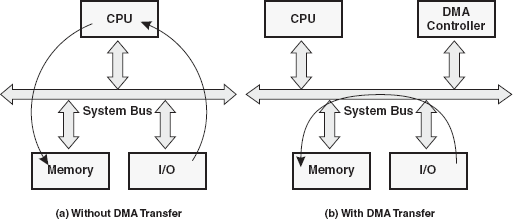 CPU
System Bus
Memory
I/O
(a) Without DMA Transfer
CPU
DMA
Controller
System Bus
Memory
I/O
(b) With DMA Transfer